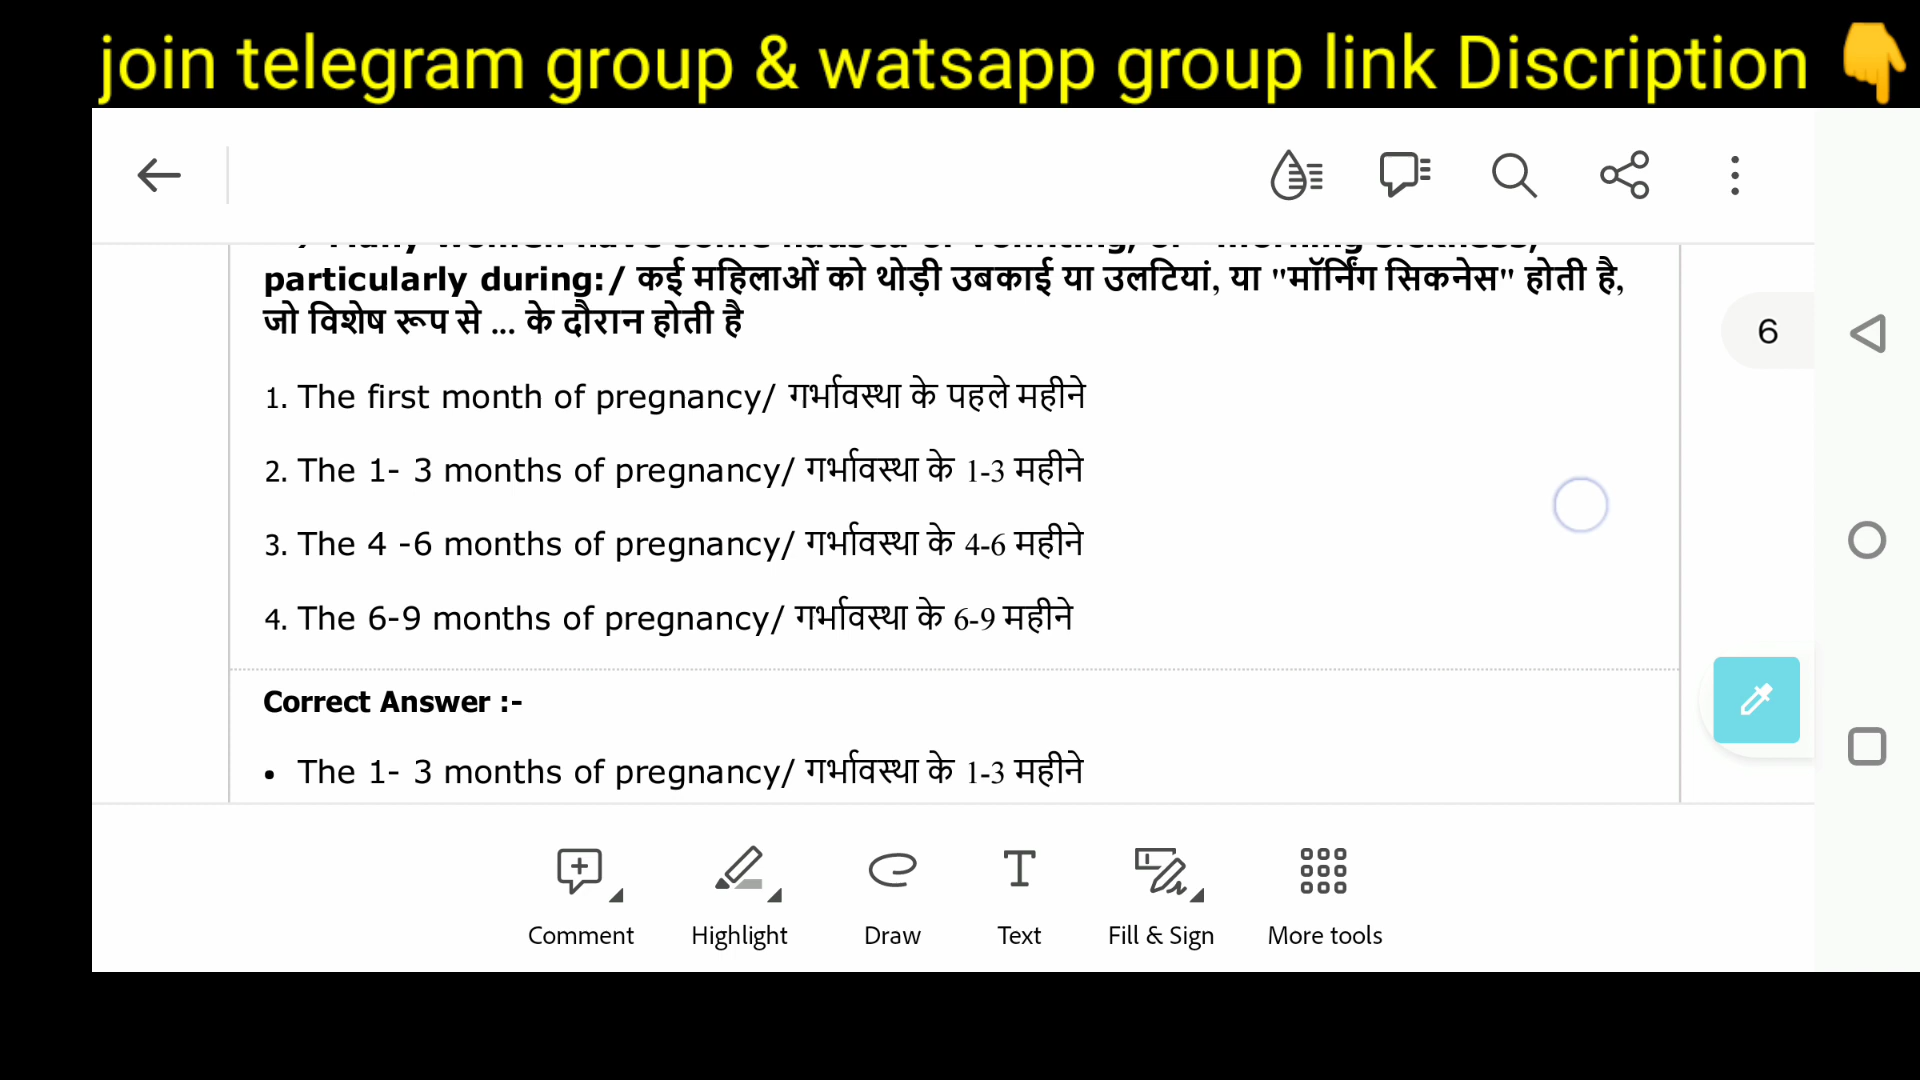 join telegram group & watsapp group link Discription 👇
particularly during:/ कई महिलाओं को थोड़ी उबकाई या उलटियां, या "मॉर्निंग सिकनेस" होती है,
जो विशेष रूप से ... के दौरान होती है
6
1. The first month of pregnancy/ गर्भावस्था के पहले महीने
2. The 1- 3 months of pregnancy/ गर्भावस्था के 1-3 महीने
3. The 4 -6 months of pregnancy/ गर्भावस्था के 4-6 महीने
4. The 6-9 months of pregnancy/ गर्भावस्था के 6-9 महीने
Correct Answer :-
• The 1- 3 months of pregnancy/ गर्भावस्था के 1-3 महीने
Comment Highlight Draw Text Fill & Sign More tools